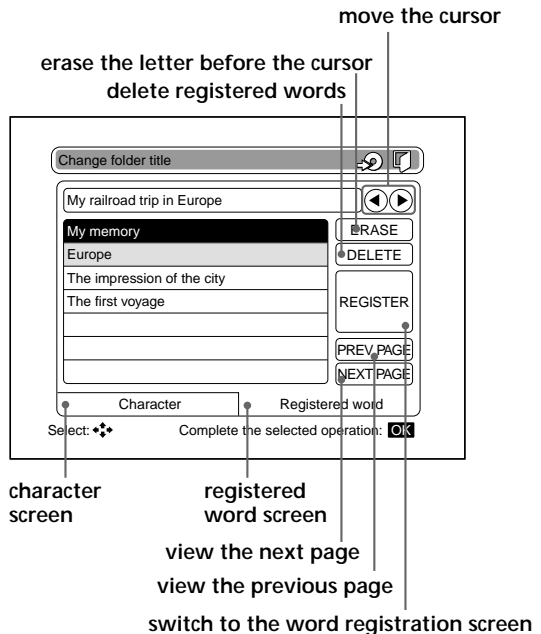 move the cursor
erase the letter before the cursor
delete registered words
Change folder title
My railroad trip in Europe
My memory
ERASE
Europe
DELETE
The impression of the city
The first voyage
REGISTER
PREV PAGE
NEXT PAGE
Character
Registered word
Select:
Complete the selected operation: OK
character
screen
registered
word screen
view the next page
view the previous page
switch to the word registration screen